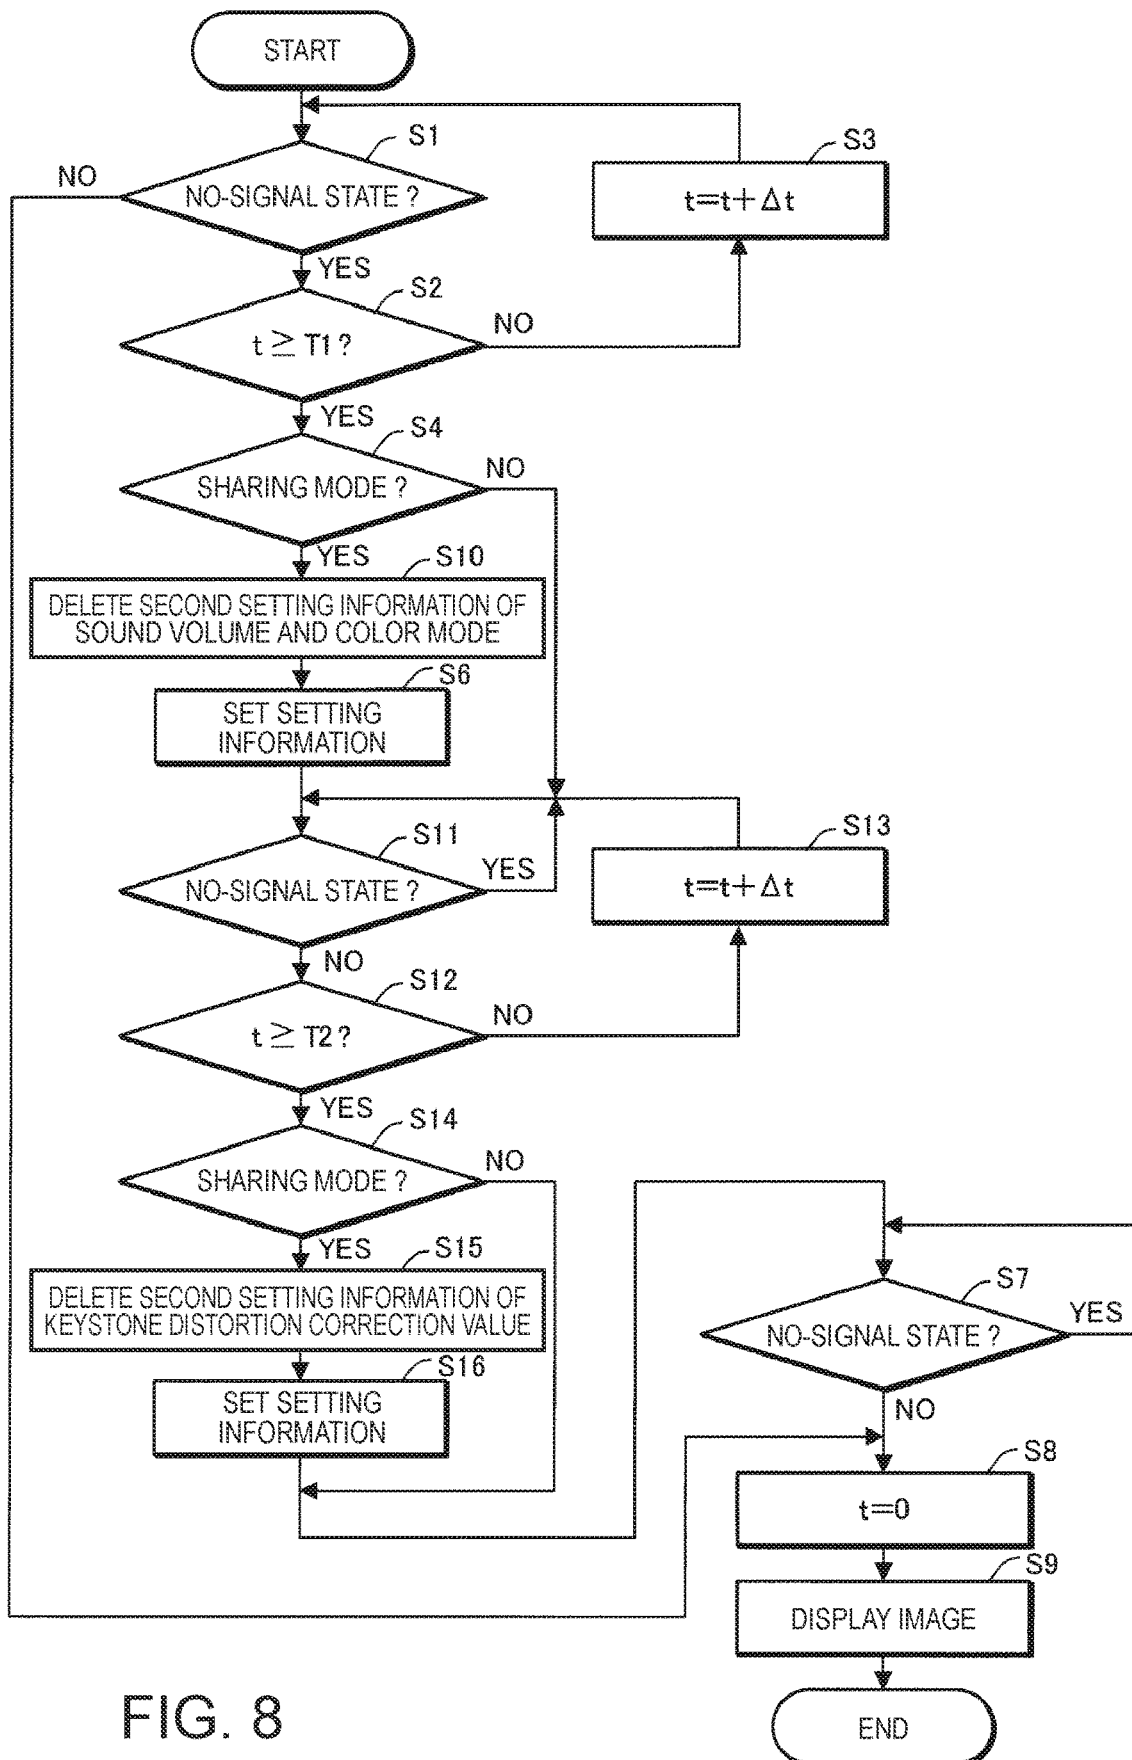 START
S1
NO
NO-SIGNAL STATE ?
S3
t=t+Δt
YES
S2
t ≧ T1 ?
NO
YES
S4
SHARING MODE ?
NO
YES
S10
DELETE SECOND SETTING INFORMATION OF
SOUND VOLUME AND COLOR MODE
S6
SET SETTING
INFORMATION
S11
NO-SIGNAL STATE ?
YES
S13
t=t+Δt
NO
S12
t ≧ T2 ?
NO
YES
S14
SHARING MODE ?
NO
YES
S15
DELETE SECOND SETTING INFORMATION OF
KEYSTONE DISTORTION CORRECTION VALUE
S16
SET SETTING
INFORMATION
S7
NO-SIGNAL STATE ?
YES
NO
S8
t=0
S9
DISPLAY IMAGE
END
FIG. 8